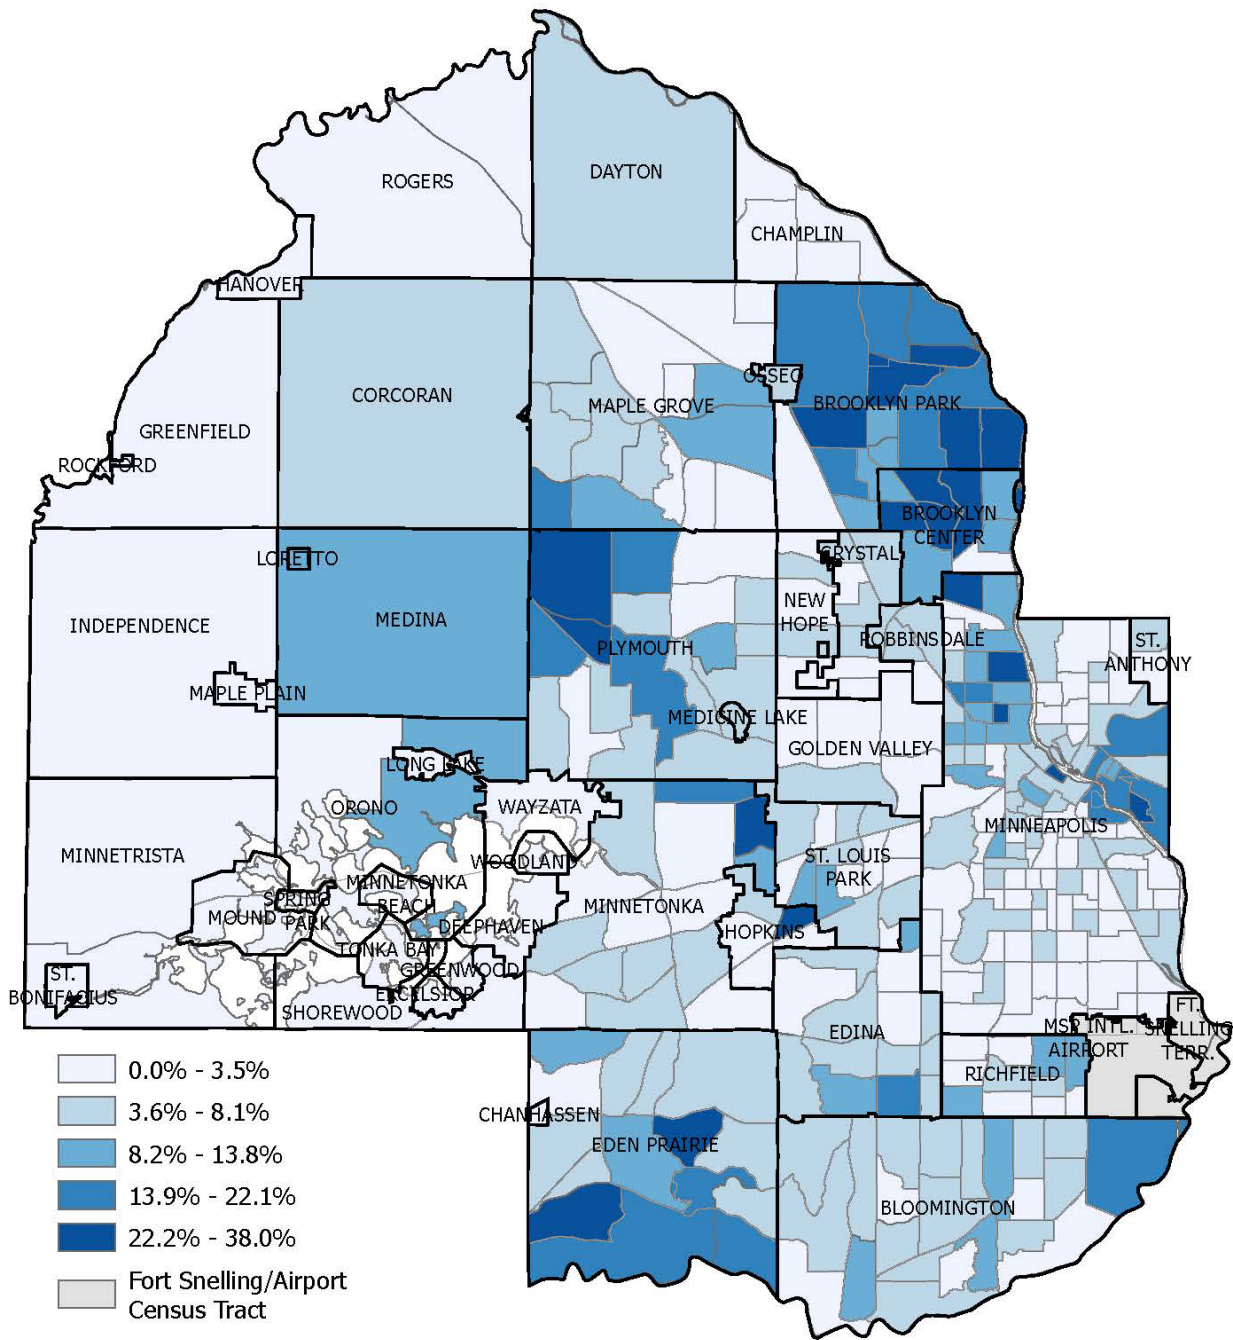 ROGERS
DAYTON
CHAMPLIN
HANOVER
CORCORAN
OSSEO
MAPLE GROVE
BROOKLYN PARK
GREENFIELD
ROCKFORD
BROOKLYN
CENTER
LORETTO
CRYSTAL
NEW
HOPE
INDEPENDENCE
MEDINA
PLYMOUTH
ROBBINSDALE
ST.
ANTHONY
MAPLE PLAIN
MEDICINE LAKE
GOLDEN VALLEY
LONG LAKE
ORONO
WAYZATA
MINNEAPOLIS
MINNETRISTA
WOODLAND
ST. LOUIS
PARK
MINNETONKA
BEACH
SPRING
PARK
MOUND
MINNETONKA
DEEPHAVEN
HOPKINS
TONKA BAY
GREENWOOD
ST.
BONIFACIUS
EXCELSIOR
SHOREWOOD
EDINA
MSP INTL.
AIRPORT
FT.
SNELLING
TERR.
RICHFIELD
CHANHASSEN
EDEN PRAIRIE
BLOOMINGTON
0.0% - 3.5%
3.6% - 8.1%
8.2% - 13.8%
13.9% - 22.1%
22.2% - 38.0%
Fort Snelling/Airport
Census Tract